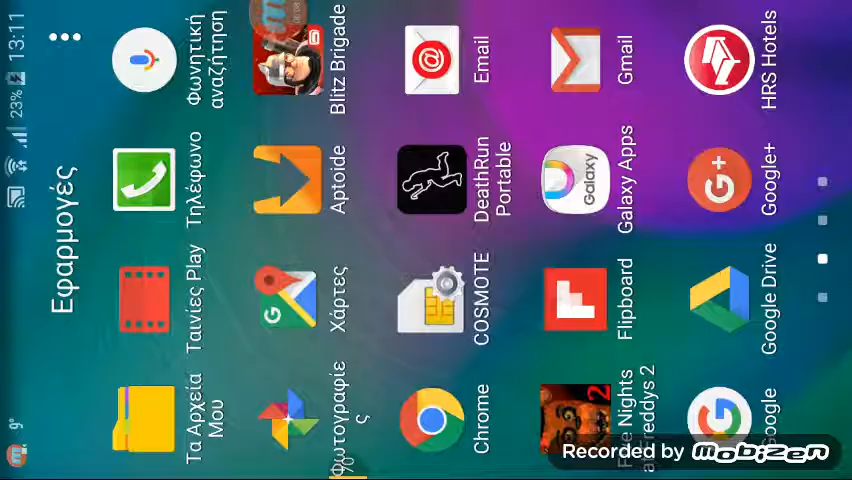 9°
23% 13:11
Εφαρμογές
Τα Αρχεία
Μου
Ταινίες Play
Τηλέφωνο
Φωνητική
αναζήτηση
Φωτογραφίε
ς
Χάρτες
Aptoide
Blitz Brigade
Chrome
COSMOTE
DeathRun
Portable
Email
Five Nights
at Freddys 2
Flipboard
Galaxy Apps
Galaxy
Gmail
Google
Google Drive
Google+
HRS Hotels
Recorded by mobizen